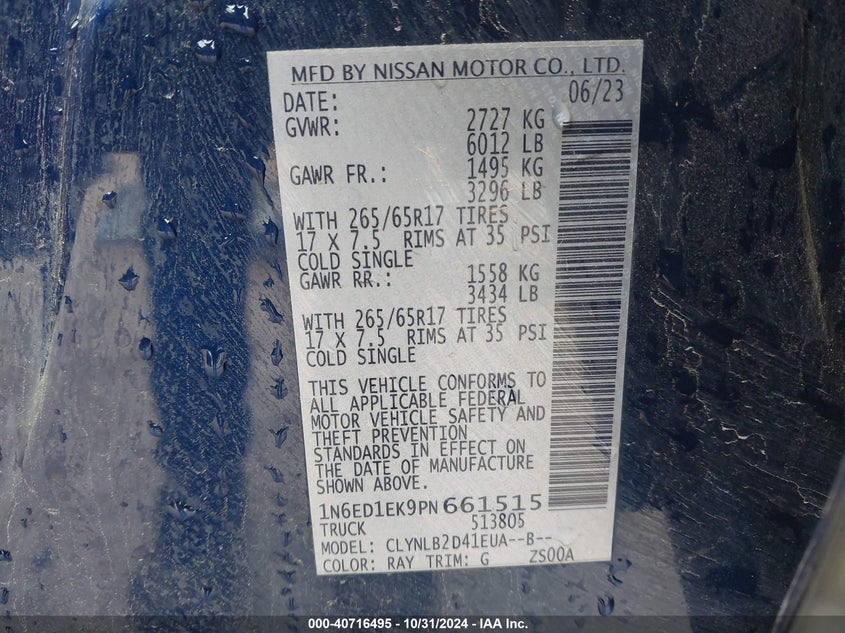 MFD BY NISSAN MOTOR CO., LTD.
DATE: 06/23
GVWR: 2727 KG
6012 LB
GAWR FR.: 1495 KG
3296 LB
WITH 265/65R17 TIRES
17 X 7.5 RIMS AT 35 PSI
COLD SINGLE
GAWR RR.: 1558 KG
3434 LB
WITH 265/65R17 TIRES
17 X 7.5 RIMS AT 35 PSI
COLD SINGLE
THIS VEHICLE CONFORMS TO
ALL APPLICABLE FEDERAL
MOTOR VEHICLE SAFETY AND
THEFT PREVENTION
STANDARDS IN EFFECT ON
THE DATE OF MANUFACTURE
SHOWN ABOVE.
1N6ED1EK9PN661515
TRUCK 513805
MODEL: CLYNLB2D41EUA--B--
COLOR: RAY TRIM: G ZS00A
000-40716495 - 10/31/2024 - IAA Inc.